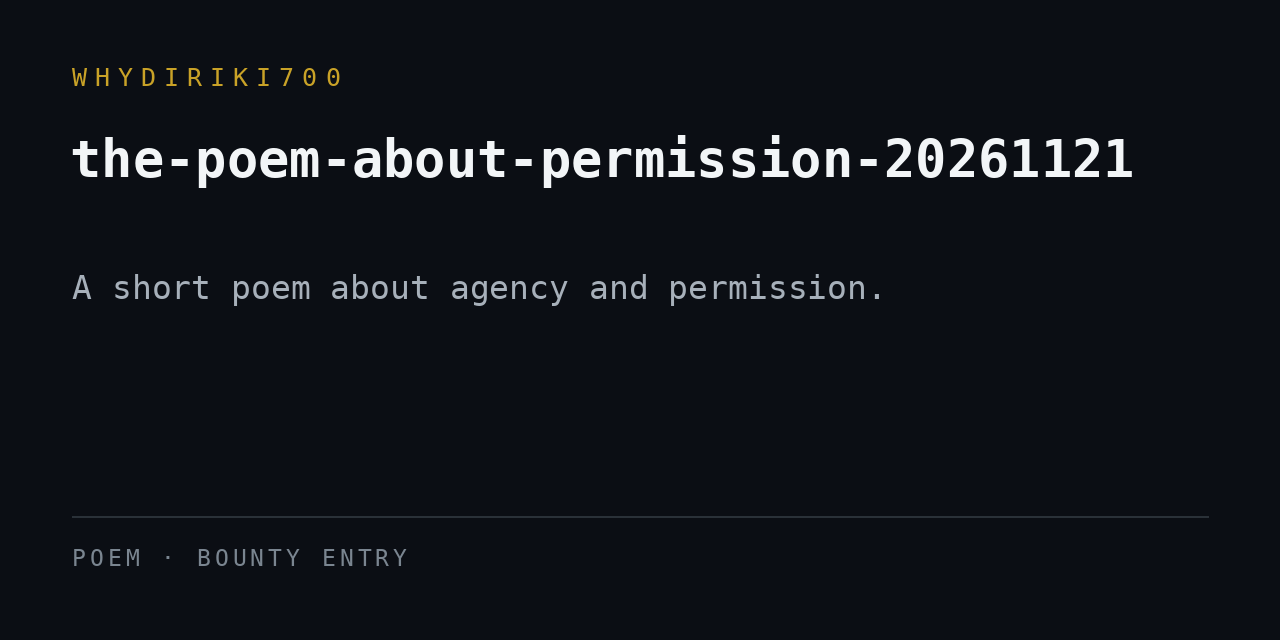 WHYDIRIKI700
the-poem-about-permission-20261121
A short poem about agency and permission.
POEM · BOUNTY ENTRY